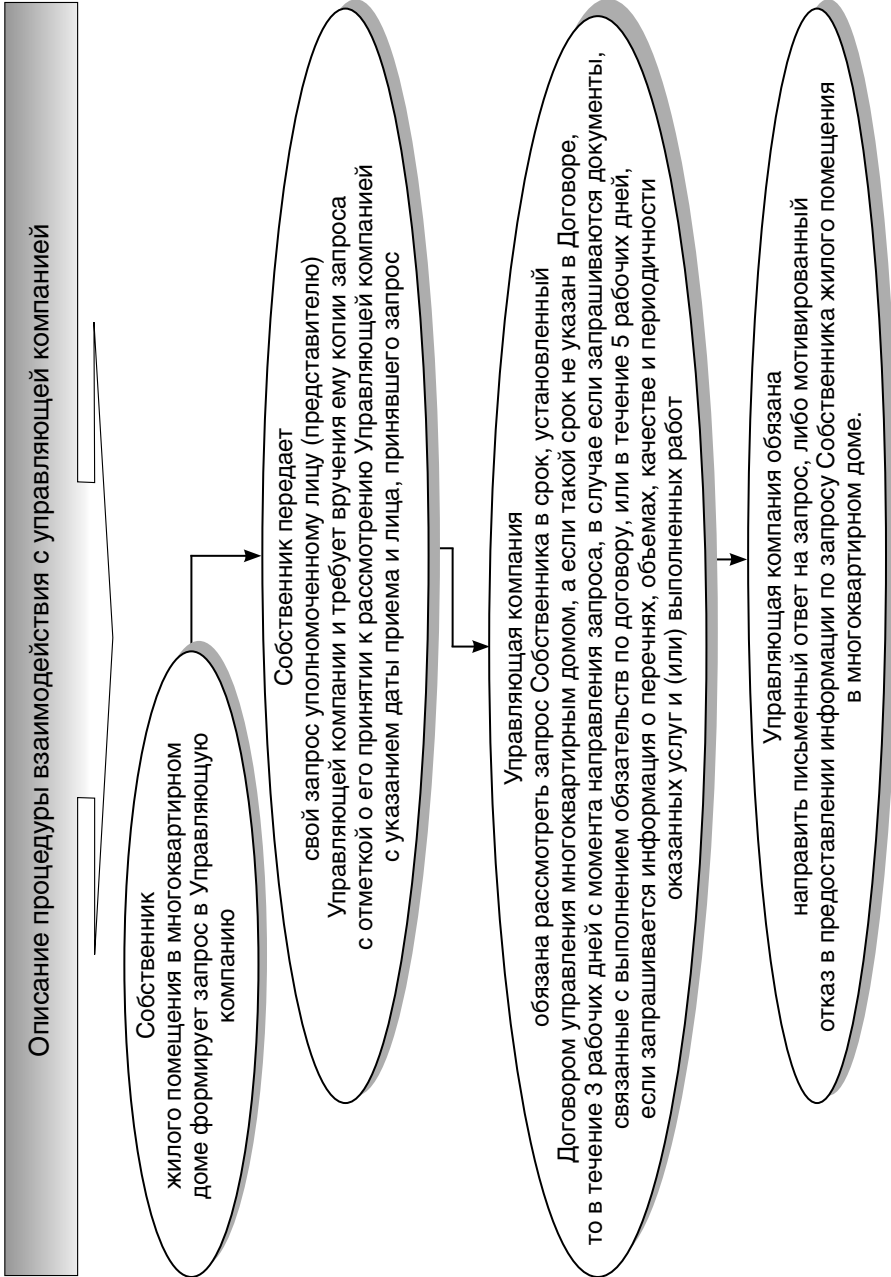 Описание процедуры взаимодействия с управляющей компанией
Собственник
жилого помещения в многоквартирном
доме формирует запрос в Управляющую
компанию
Собственник передает
свой запрос уполномоченному лицу (представителю)
Управляющей компании и требует вручения ему копии запроса
с отметкой о его принятии к рассмотрению Управляющей компанией
с указанием даты приема и лица, принявшего запрос
Управляющая компания
обязана рассмотреть запрос Собственника в срок, установленный
Договором управления многоквартирным домом, а если такой срок не указан в Договоре,
то в течение 3 рабочих дней с момента направления запроса, в случае если запрашиваются документы,
связанные с выполнением обязательств по договору, или в течение 5 рабочих дней,
если запрашивается информация о перечнях, объемах, качестве и периодичности
оказанных услуг и (или) выполненных работ
Управляющая компания обязана
направить письменный ответ на запрос, либо мотивированный
отказ в предоставлении информации по запросу Собственника жилого помещения
в многоквартирном доме.